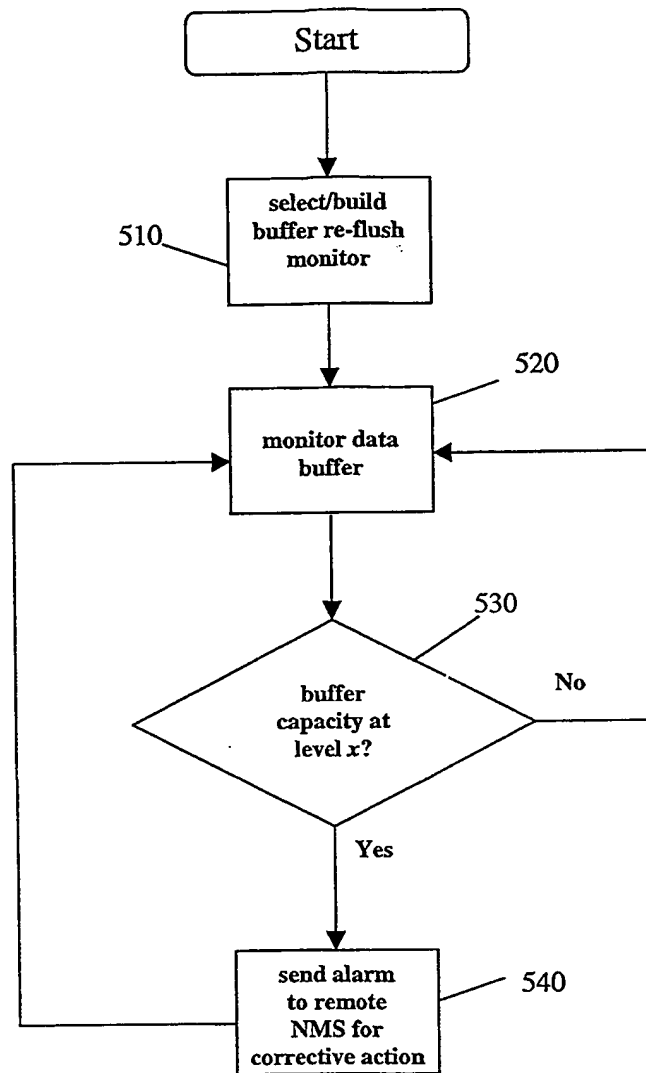 Start
select/build
buffer re-flush
monitor
510
520
monitor data
buffer
530
buffer
capacity at
level x?
No
Yes
send alarm
to remote
NMS for
corrective action
540